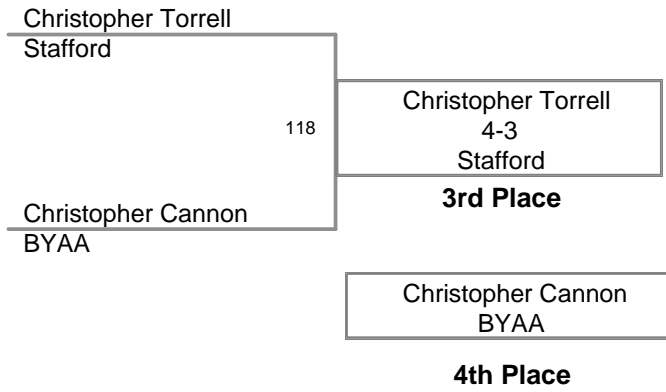 Christopher Torrell
Stafford
118
Christopher Torrell
4-3
Stafford
3rd Place
Christopher Cannon
BYAA
Christopher Cannon
BYAA
4th Place